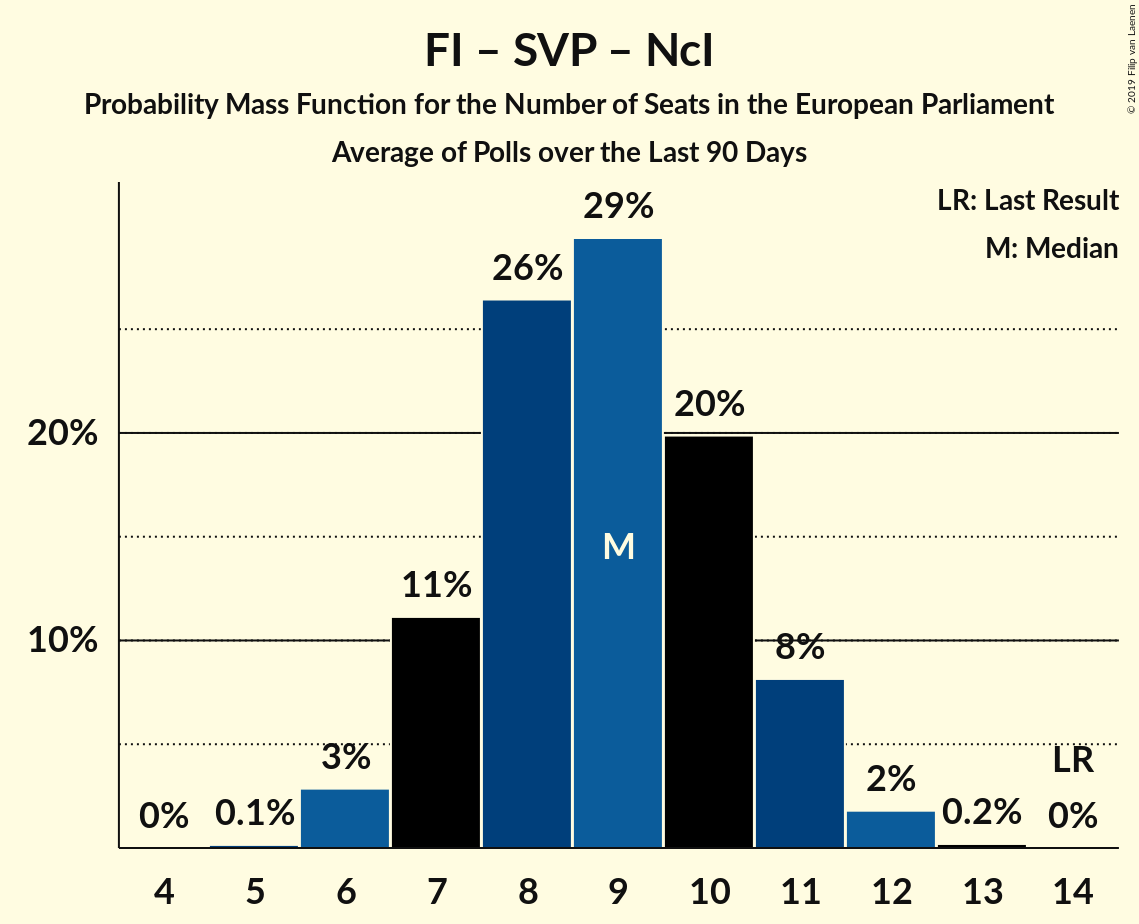 FI – SVP – NcI
Probability Mass Function for the Number of Seats in the European Parliament
Average of Polls over the Last 90 Days
© 2019 Filip van Laenen
LR: Last Result
M: Median
29%
26%
20%
20%
M
11%
10%
8%
3%
2%
LR
0%
0.1%
0.2%
0%
4 5 6 7 8 9 10 11 12 13 14